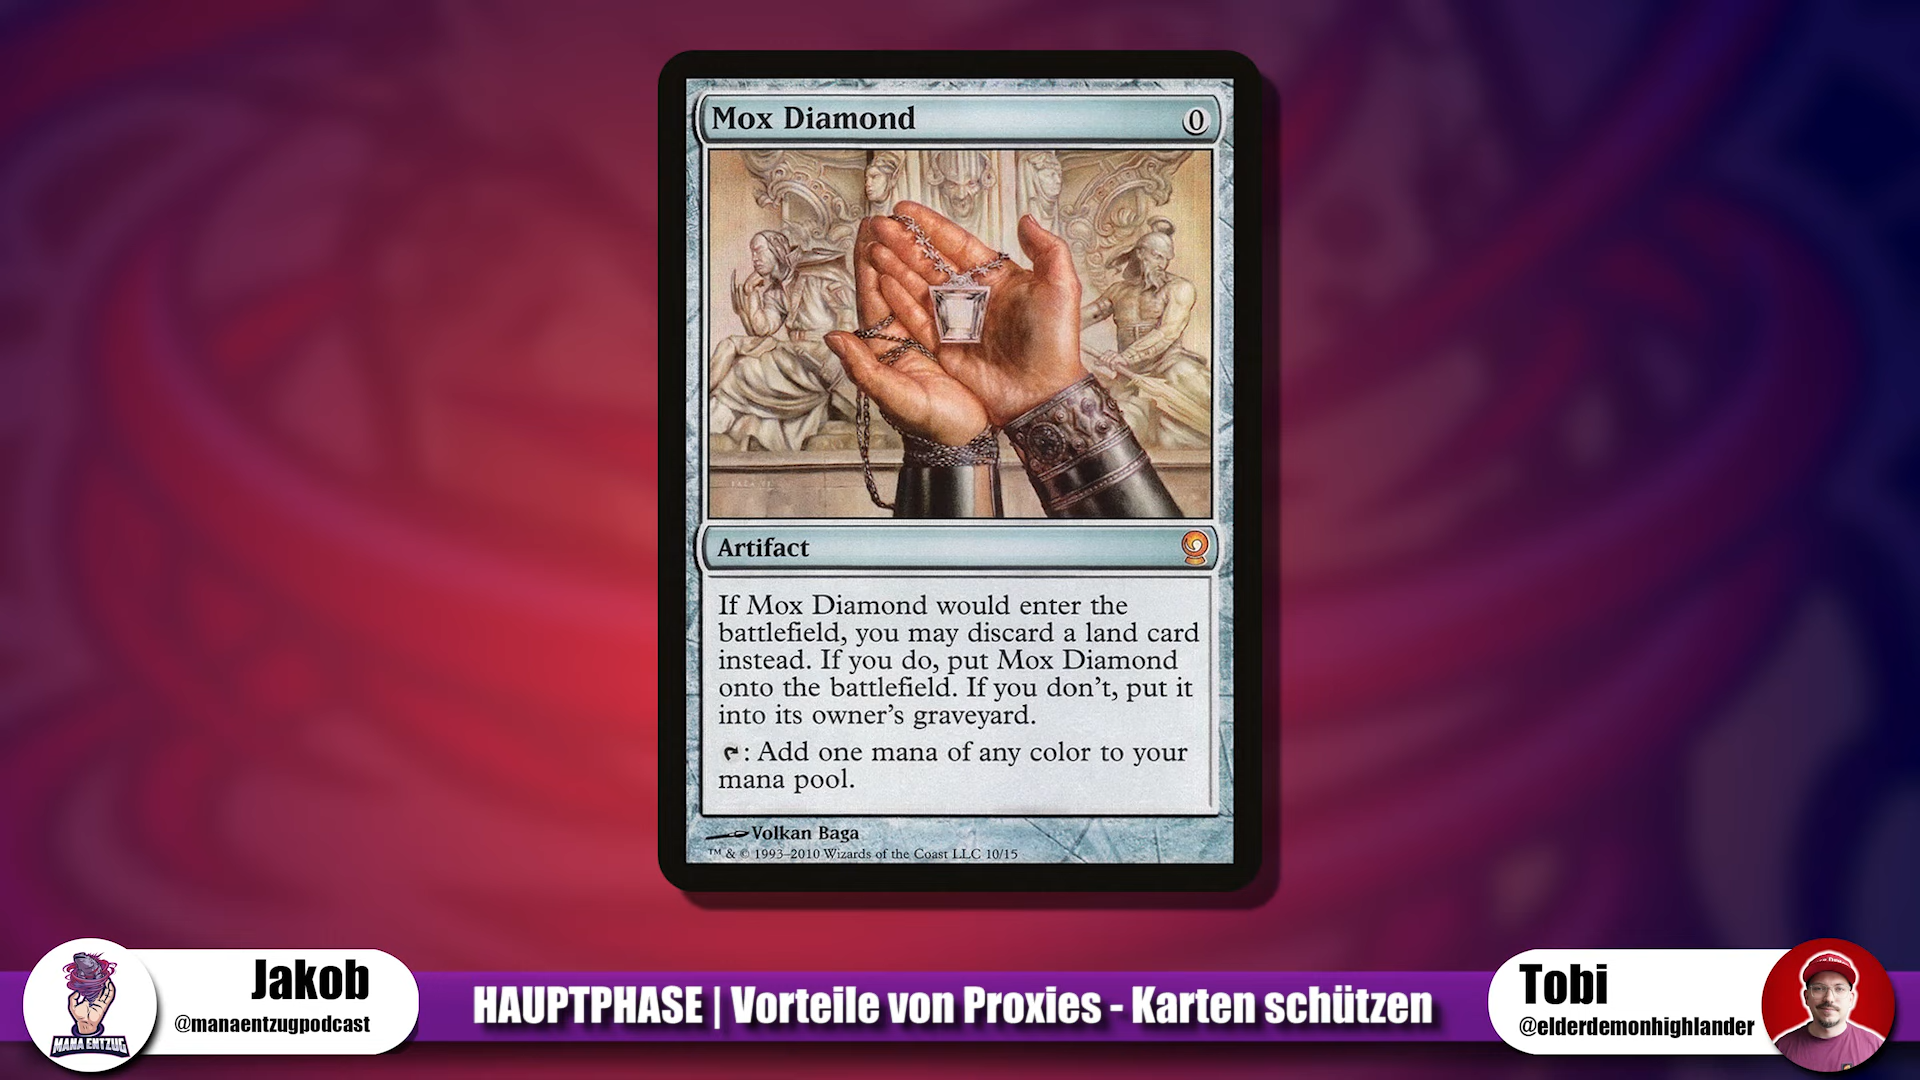 Mox Diamond
0
Artifact
If Mox Diamond would enter the
battlefield, you may discard a land card
instead. If you do, put Mox Diamond
onto the battlefield. If you don't, put it
into its owner's graveyard.
: Add one mana of any color to your
mana pool.
Volkan Baga
™ & © 1993–2010 Wizards of the Coast LLC 10/15
MANA ENTZUG
Jakob
@manaentzugpodcast
HAUPTPHASE | Vorteile von Proxies - Karten schützen
Tobi
@elderdemonhighlander